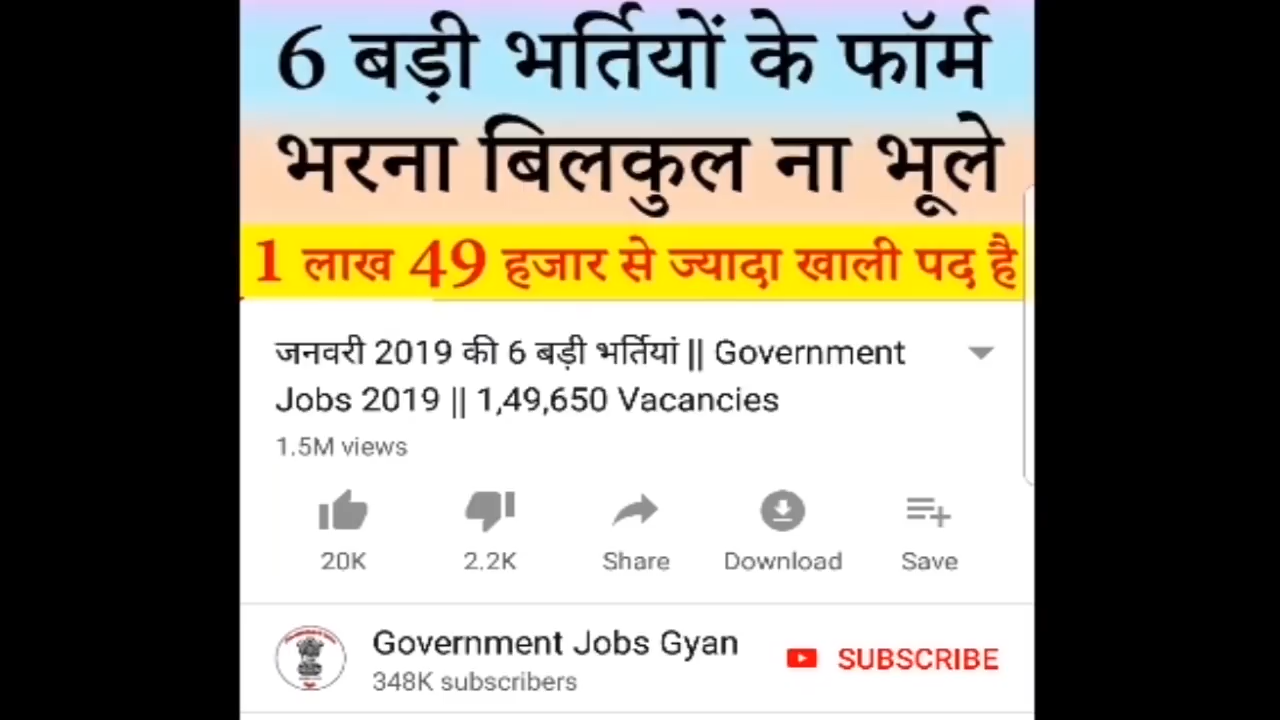 6 बड़ी भर्तियों के फॉर्म
भरना बिलकुल ना भूले
1 लाख 49 हजार से ज्यादा खाली पद है
जनवरी 2019 की 6 बड़ी भर्तियां || Government
Jobs 2019 || 1,49,650 Vacancies
1.5M views
20K 2.2K Share Download Save
Government Jobs Gyan
SUBSCRIBE
348K subscribers